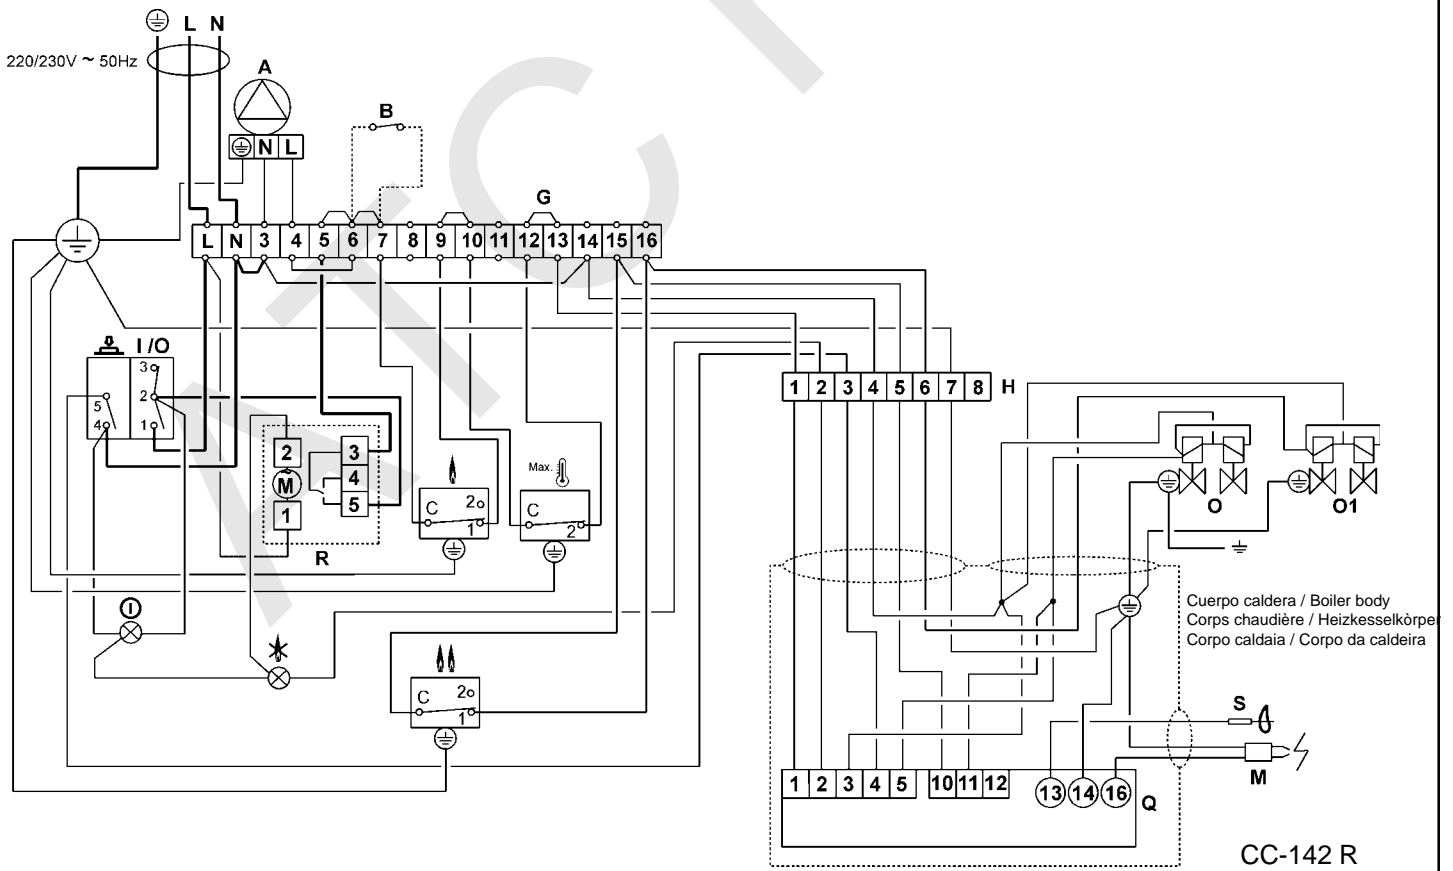 L N
220/230V ~ 50Hz
A
B
N L
G
L N 3 4 5 6 7 8 9 10 11 12 13 14 15 16
I /O
3
2
1
5
4
1 2 3 4 5 6 7 8 H
2
M
1
3
4
5
R
C 2
1
Max.
C
2
O O1
I
C 2
1
Cuerpo caldera / Boiler body
Corps chaudière / Heizkesselkòrper
Corpo caldaia / Corpo da caldeira
S
M
1 2 3 4 5 10 11 12 13 14 16 Q
CC-142 R
ATC